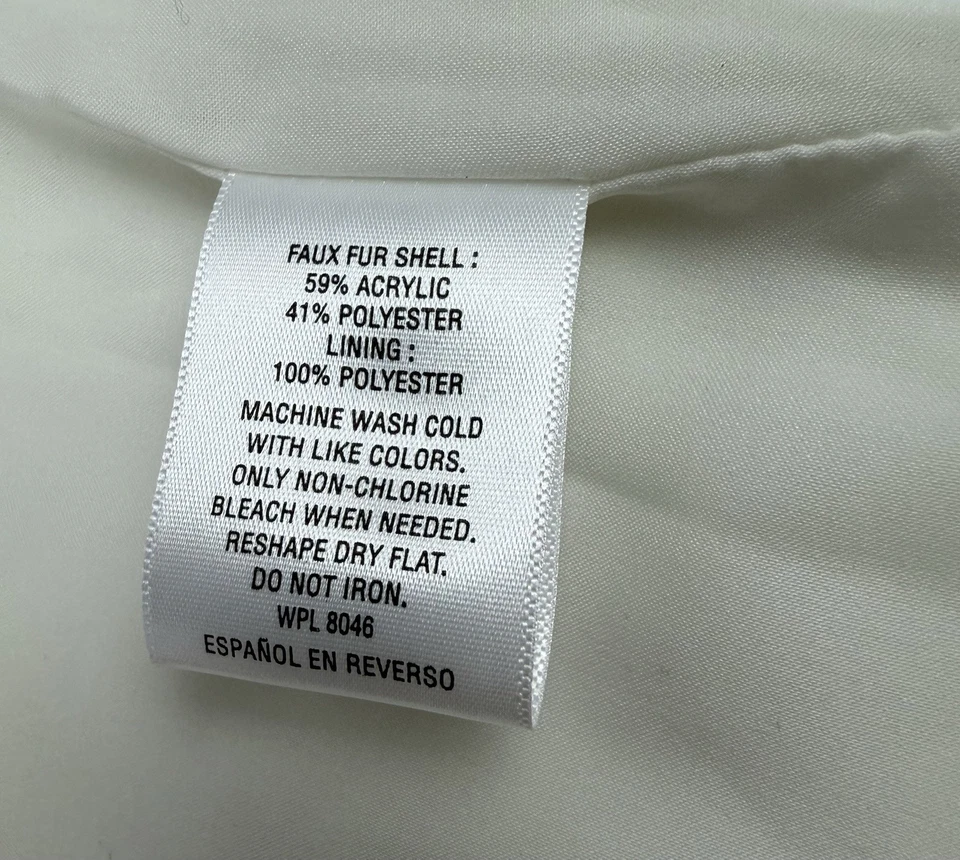 FAUX FUR SHELL :
59% ACRYLIC
41% POLYESTER
LINING :
100% POLYESTER
MACHINE WASH COLD
WITH LIKE COLORS.
ONLY NON-CHLORINE
BLEACH WHEN NEEDED.
RESHAPE DRY FLAT.
DO NOT IRON.
WPL 8046
ESPAÑOL EN REVERSO